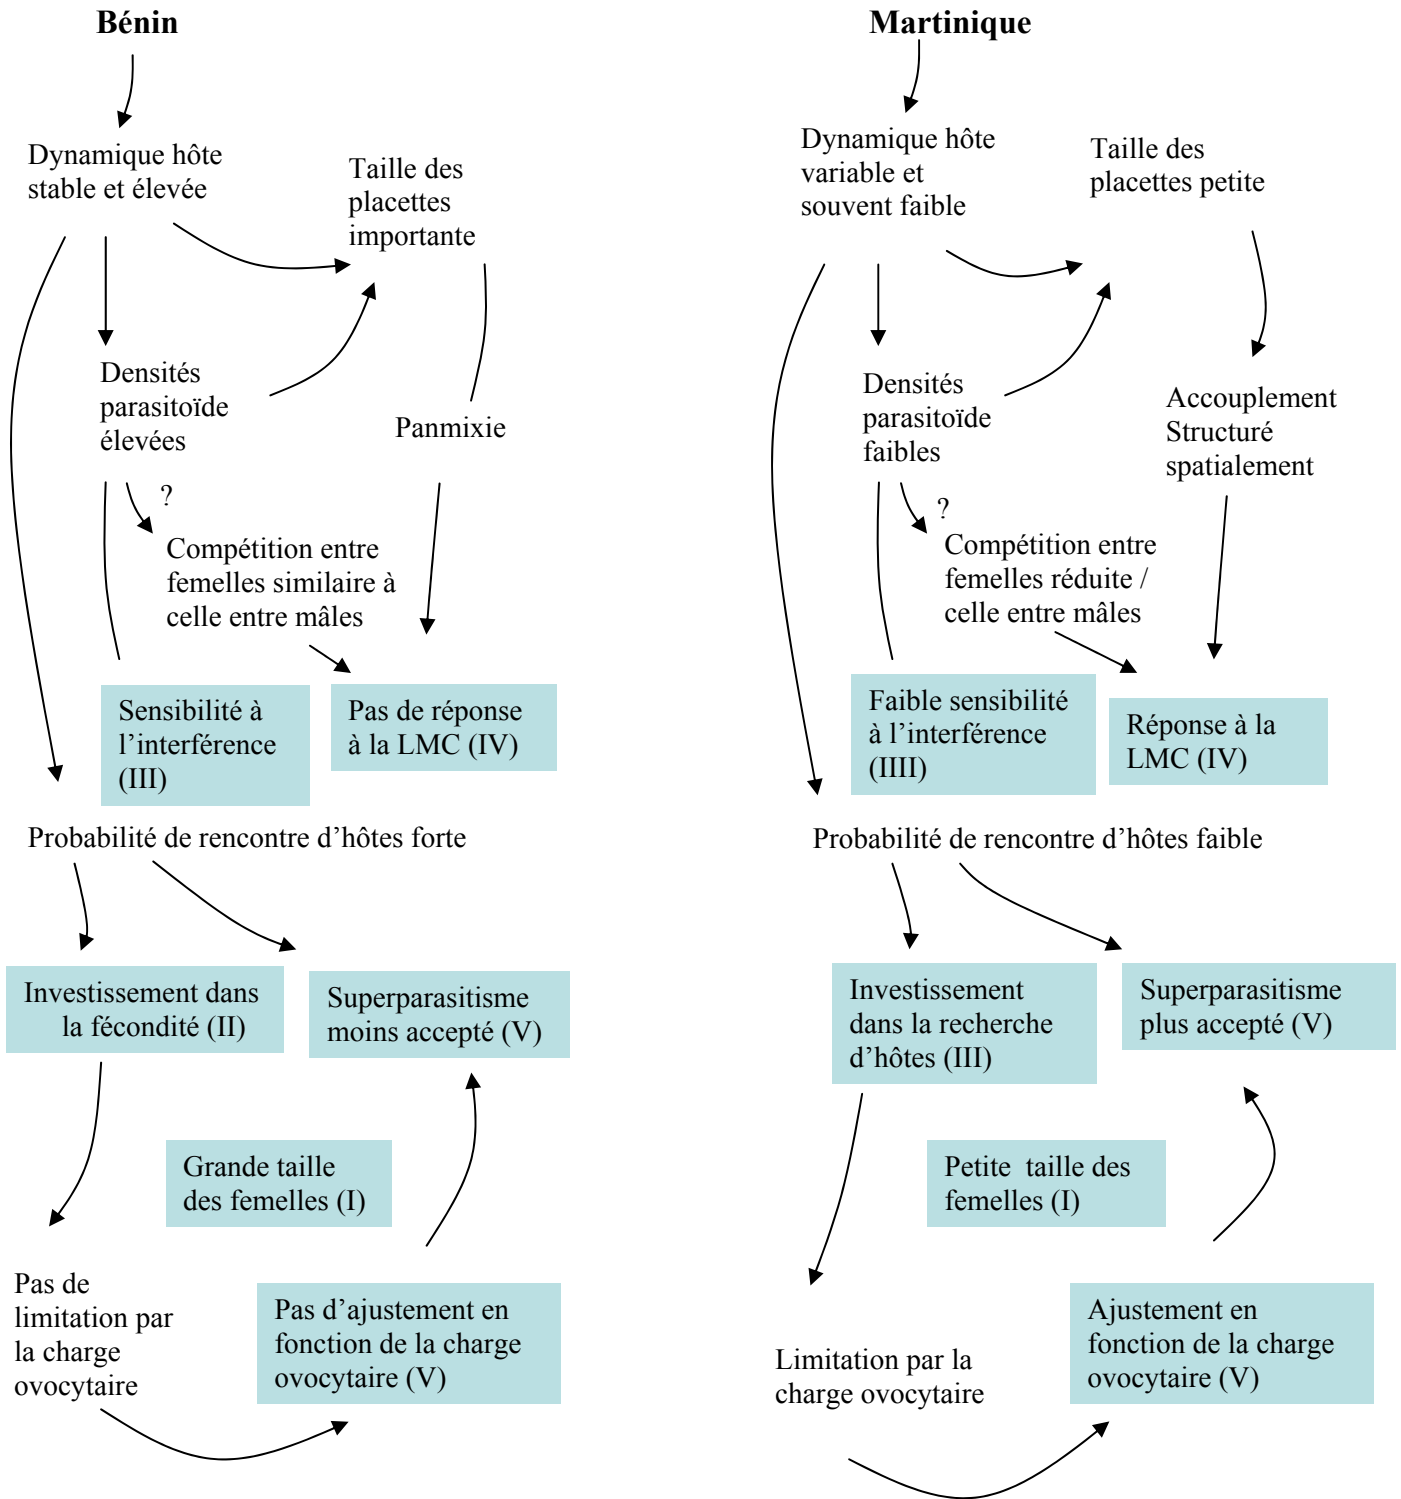 Bénin
Dynamique hôte
stable et élevée
Taille des
placettes
importante
Densités
parasitoïde
élevées
Panmixie
?
Compétition entre
femelles similaire à
celle entre mâles
Sensibilité à
l’interférence
(III)
Pas de réponse
à la LMC (IV)
Probabilité de rencontre d’hôtes forte
Investissement dans
la fécondité (II)
Superparasitisme
moins accepté (V)
Grande taille
des femelles (I)
Pas de
limitation par
la charge
ovocytaire
Pas d’ajustement en
fonction de la charge
ovocytaire (V)
Martinique
Dynamique hôte
variable et
souvent faible
Taille des
placettes petite
Densités
parasitoïde
faibles
Accouplement
Structuré
spatialement
?
Compétition entre
femelles réduite /
celle entre mâles
Faible sensibilité
à l’interférence
(IIII)
Réponse à la
LMC (IV)
Probabilité de rencontre d’hôtes faible
Investissement
dans la recherche
d’hôtes (III)
Superparasitisme
plus accepté (V)
Petite taille des
femelles (I)
Limitation par la
charge ovocytaire
Ajustement en
fonction de la charge
ovocytaire (V)